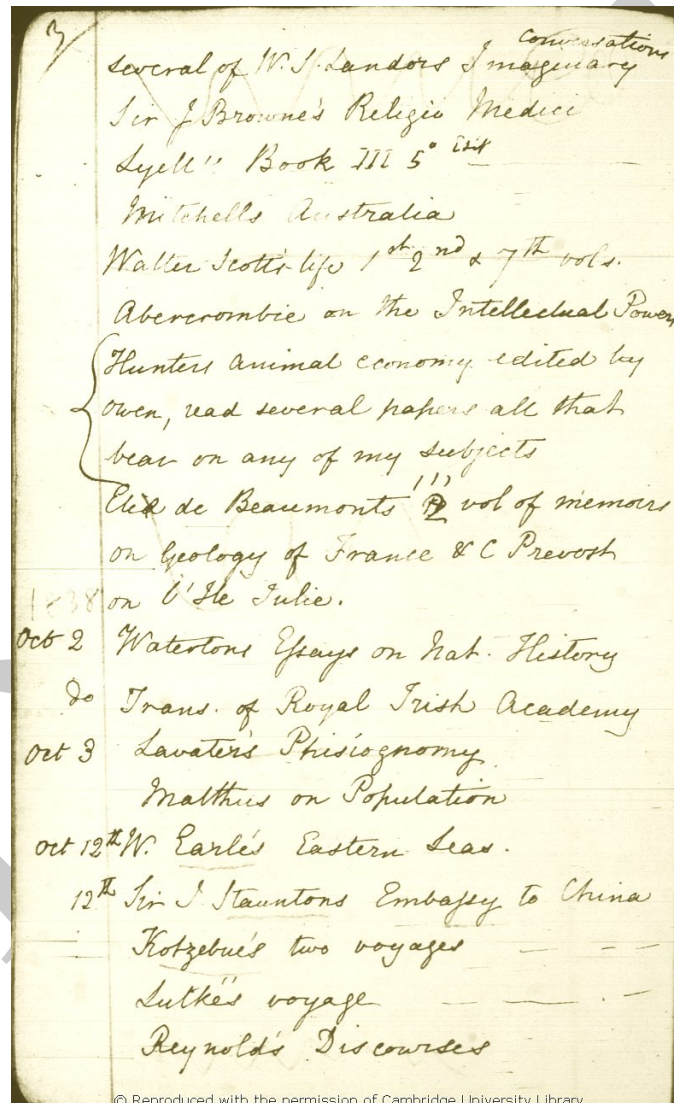 3
conversations
several of W. S. Landors Imaginary
Sir J Browne's Religio Medici
Lyell" Book III 5° Edit
Mitchells Australia
Walter Scott's life 1st 2nd & 7th vols.
Abercrombie on the Intellectual Powers
Hunters animal economy edited by
Owen, read several papers all that
bear on any of my subjects
Elie de Beaumonts 2 vol of memoirs
on Geology of France & C Prevost
on l'Ile Julie.
1838
Oct 2 Watertons Essays on Nat. History
do Trans. of Royal Irish Academy
Oct 3 Lavater's Phisiognomy
Malthus on Population
Oct 12th W. Earle's Eastern Seas.
12th Sir J Stauntons Embassy to China
Kotzebue's two voyages
Lutkë's voyage
Reynold's Discourses
© Reproduced with the permission of Cambridge University Library